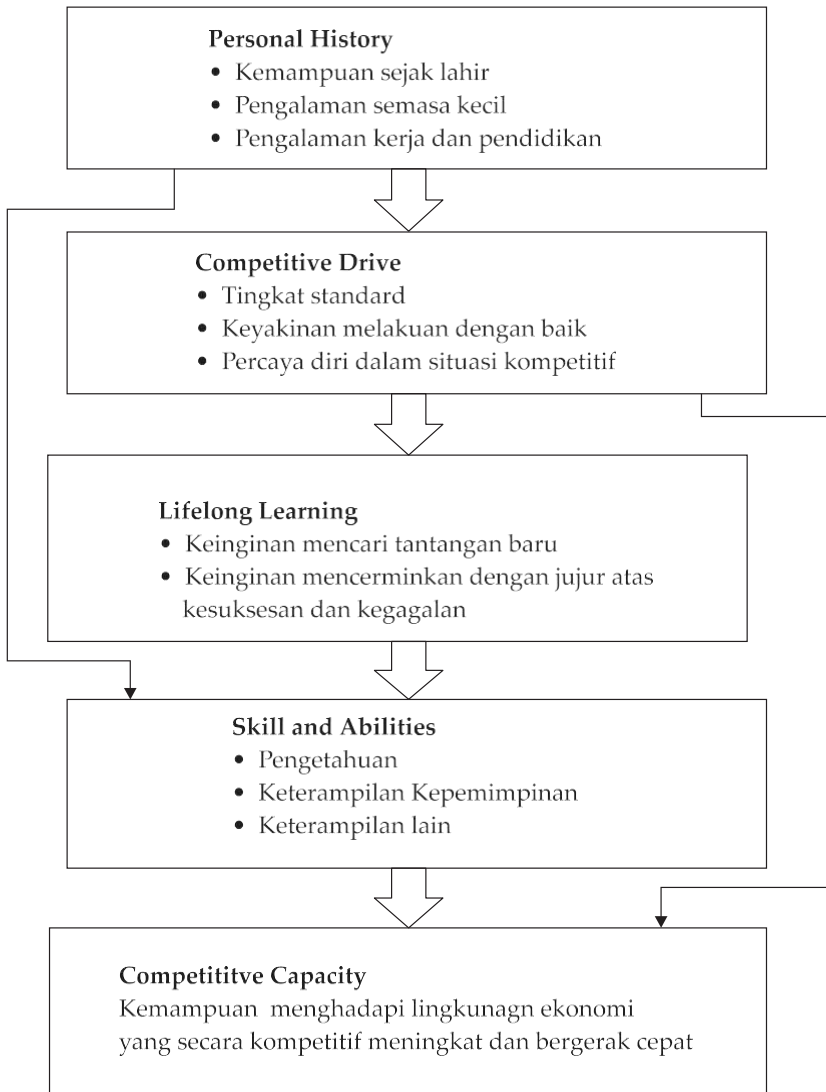 Personal History
• Kemampuan sejak lahir
• Pengalaman semasa kecil
• Pengalaman kerja dan pendidikan
Competitive Drive
• Tingkat standard
• Keyakinan melakuan dengan baik
• Percaya diri dalam situasi kompetitif
Lifelong Learning
• Keinginan mencari tantangan baru
• Keinginan mencerminkan dengan jujur atas
kesuksesan dan kegagalan
Skill and Abilities
• Pengetahuan
• Keterampilan Kepemimpinan
• Keterampilan lain
Competititve Capacity
Kemampuan menghadapi lingkunagn ekonomi
yang secara kompetitif meningkat dan bergerak cepat